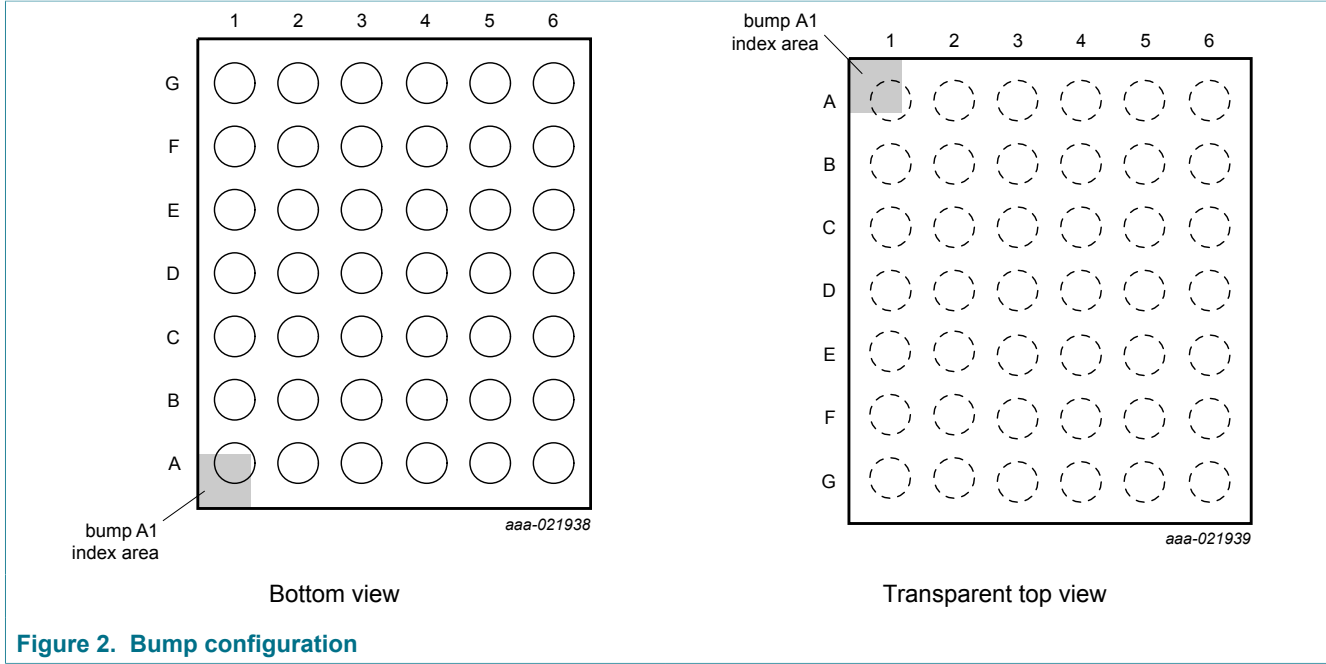 1 2 3 4 5 6
G
F
E
D
C
B
A
bump A1
index area
aaa-021938
Bottom view
bump A1
index area
1 2 3 4 5 6
A
B
C
D
E
F
G
aaa-021939
Transparent top view
Figure 2. Bump configuration